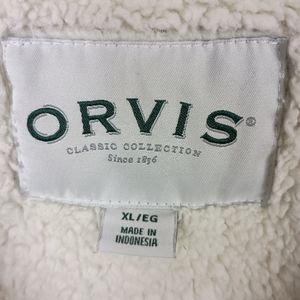 ORVIS®
CLASSIC COLLECTION
Since 1856
XL/EG
MADE IN
INDONESIA